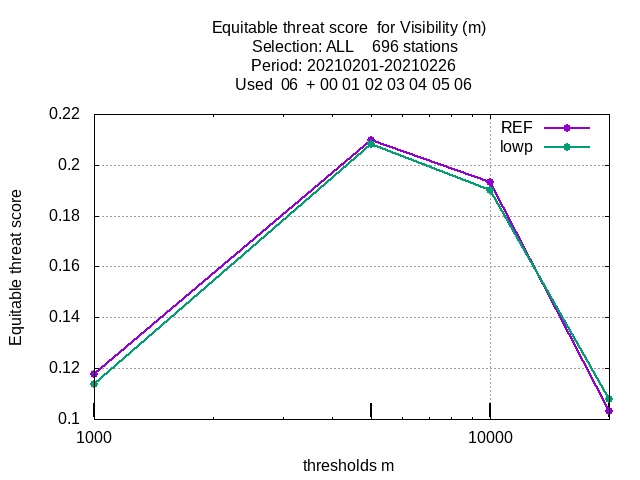 Equitable threat score  for Visibility (m)
Selection: ALL    696 stations
Period: 20210201-20210226
Used  06  + 00 01 02 03 04 05 06
0.22
0.2
0.18
0.16
0.14
0.12
0.1
Equitable threat score
REF
lowp
1000
10000
thresholds m